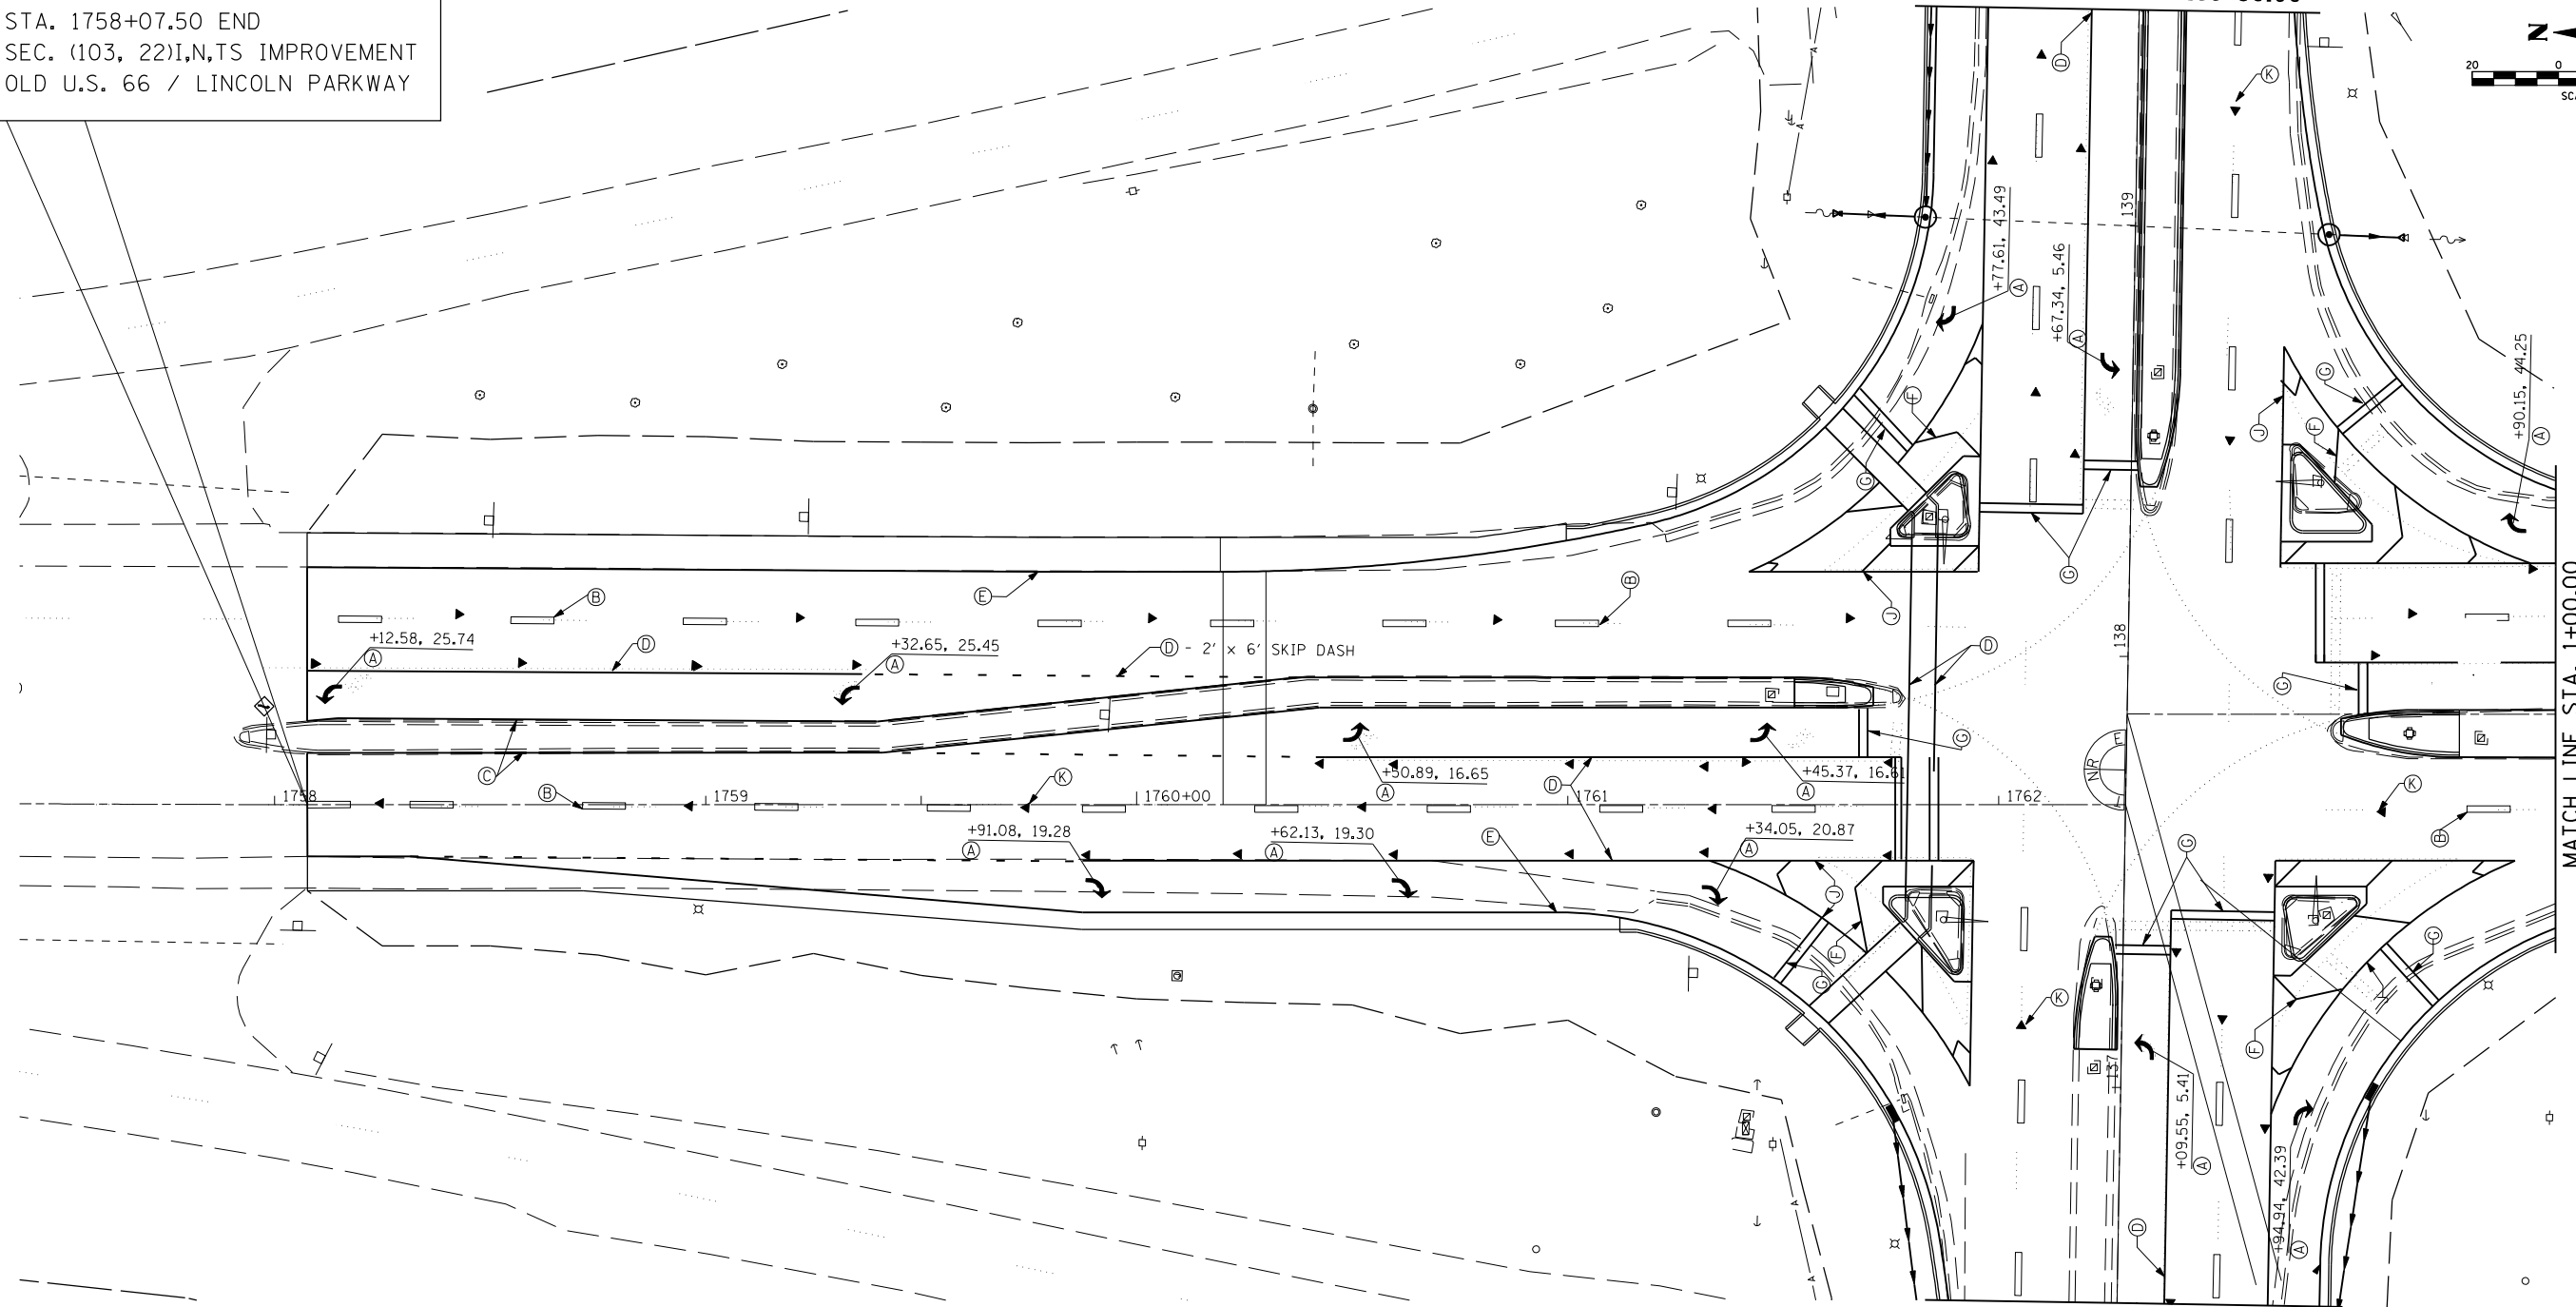 STA. 1758+07.50 END
SEC. (103, 22)I,N,TS IMPROVEMENT
OLD U.S. 66 / LINCOLN PARKWAY
N
20 0
D
K
139
+77.61, 43.49
A
+67.34, 5.46
A
G
F
J
F
G
+90.15, 44.25
A
G
G
E
B
B
J
+12.58, 25.74
A
D
+32.65, 25.45
A
D - 2' x 6' SKIP DASH
D
138
G
MATCH LINE STA. 1+00.00
C
G
+50.89, 16.65
A
+45.37, 16.61
A
1758
B
1759
K
1760+00
D
1761
1762
K
B
+91.08, 19.28
A
+62.13, 19.30
A
E
+34.05, 20.87
A
G
J
F
G
G
K
F
137
+09.55, 5.41
A
D
+94.94, 42.39
A